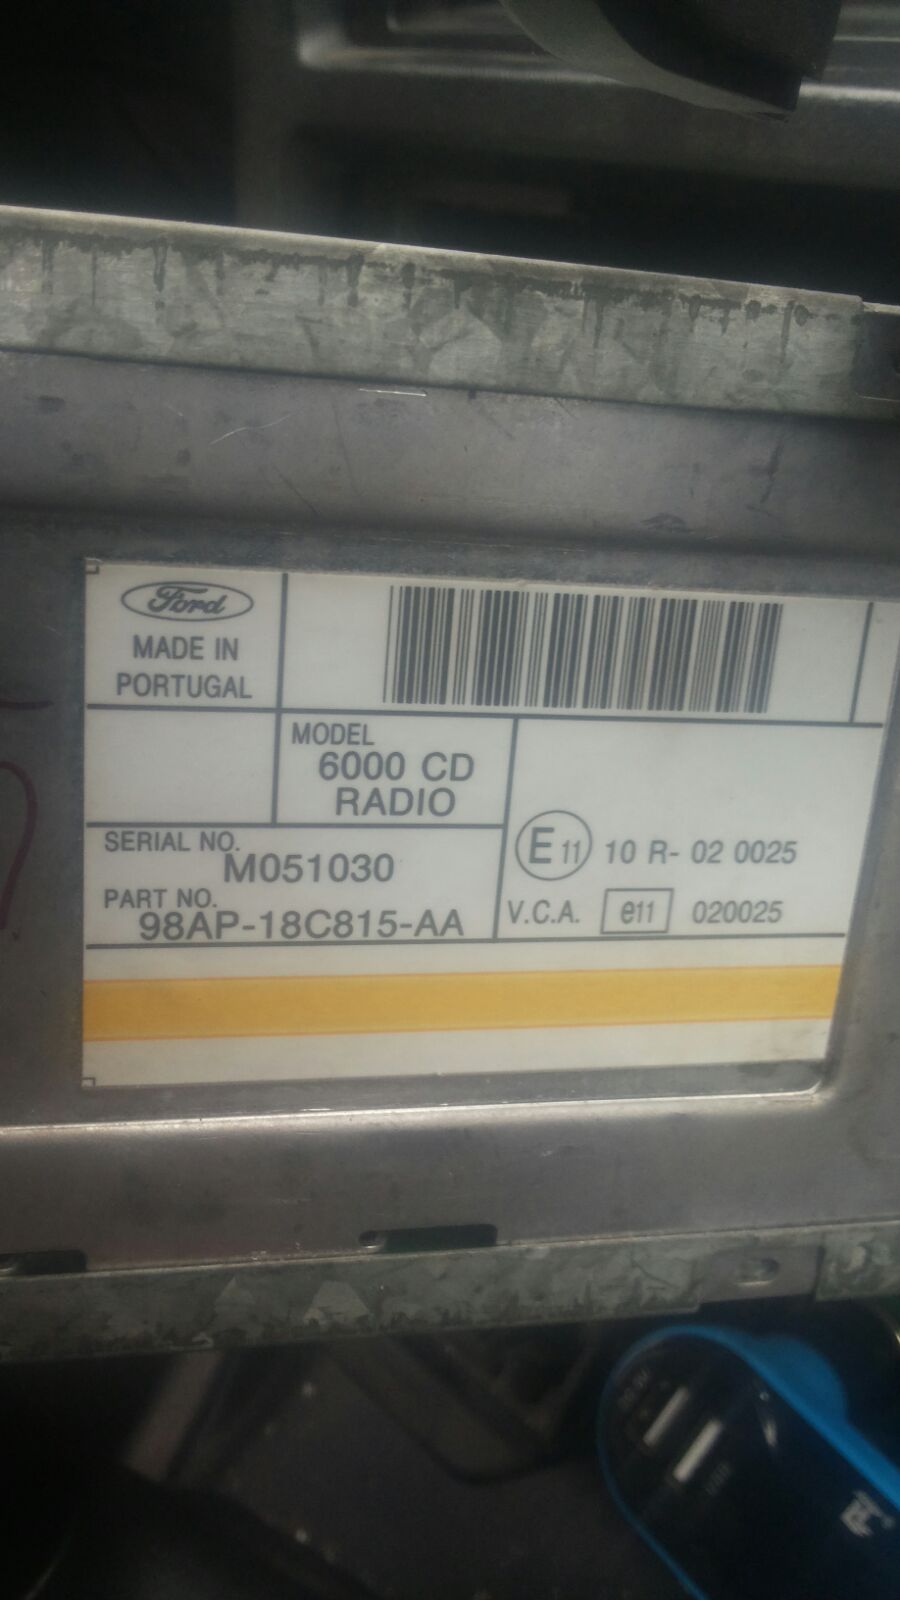 Ford
MADE IN
PORTUGAL
MODEL
6000 CD
RADIO
SERIAL NO.
M051030
PART NO.
98AP-18C815-AA
E 11 10 R- 02 0025
V.C.A. e11 020025